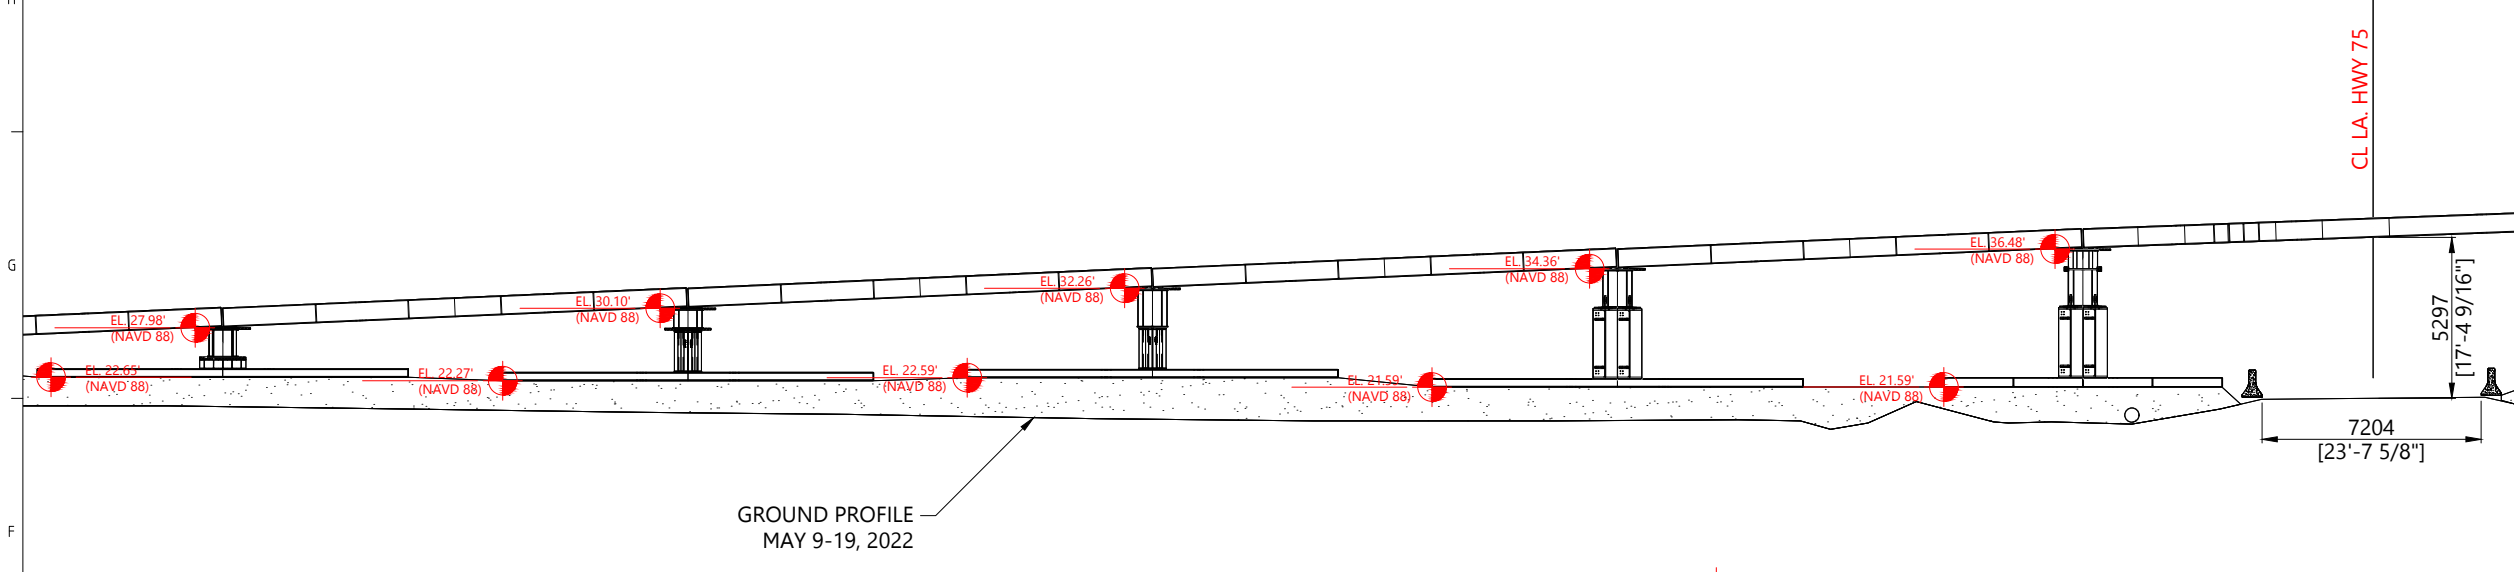 H
CL LA. HWY 75
G
EL. 36.48'
(NAVD 88)
EL. 34.36'
(NAVD 88)
EL. 32.26'
(NAVD 88)
EL. 30.10'
(NAVD 88)
EL. 27.98'
(NAVD 88)
5297
[17'-4 9/16"]
EL. 22.65'
(NAVD 88)
EL. 22.27'
(NAVD 88)
EL. 22.59'
(NAVD 88)
EL. 21.59'
(NAVD 88)
EL. 21.59'
(NAVD 88)
7204
[23'-7 5/8"]
GROUND PROFILE
MAY 9-19, 2022
F